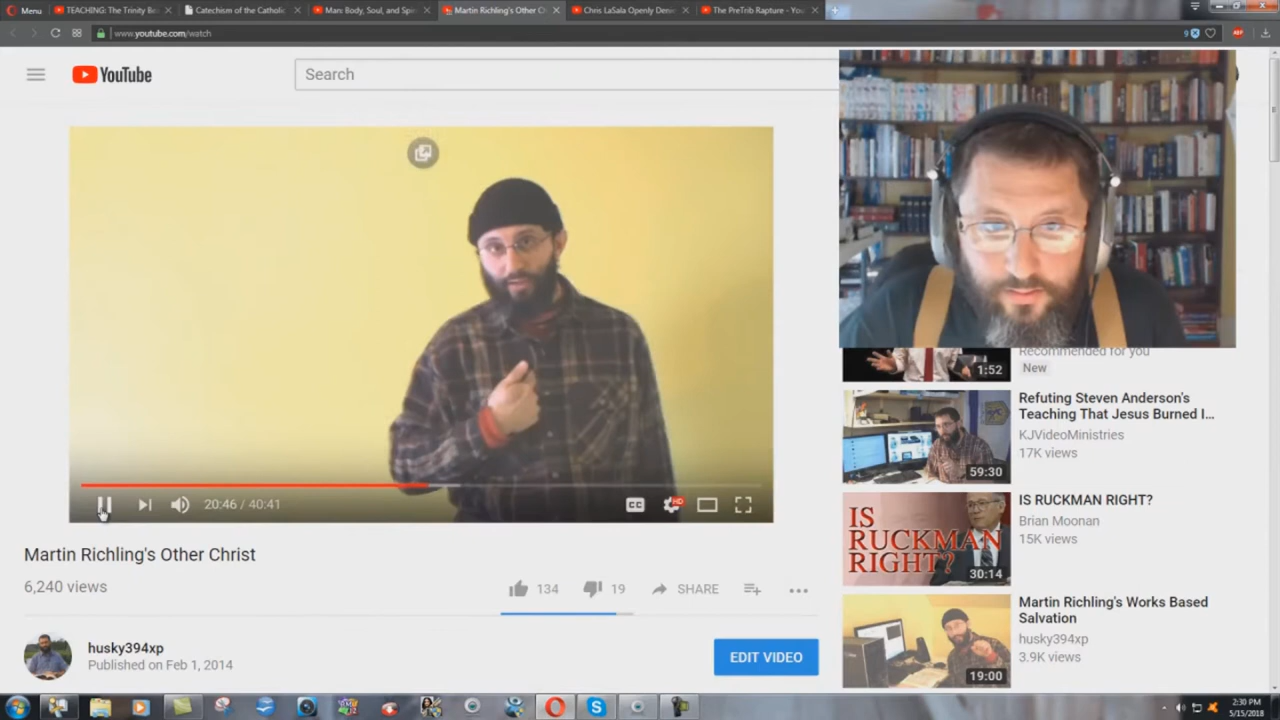 Menu
TEACHING: The Trinity Be
Catechism of the Catholi
Man: Body, Soul, and Spi
Martin Richling's Other C
Chris LaSala Openly Deni
The PreTrib Rapture - You
www.youtube.com/watch
9
ABP
YouTube
Search
20:46 / 40:41
CC
HD
Martin Richling's Other Christ
6,240 views
134
19
SHARE
husky394xp
Published on Feb 1, 2014
EDIT VIDEO
Recommended for you
New
1:52
Refuting Steven Anderson's
Teaching That Jesus Burned I...
KJVideoMinistries
17K views
59:30
IS
RUCKMAN
RIGHT?
30:14
IS RUCKMAN RIGHT?
Brian Moonan
15K views
Martin Richling's Works Based
Salvation
husky394xp
3.9K views
19:00
2:30 PM
5/15/2018